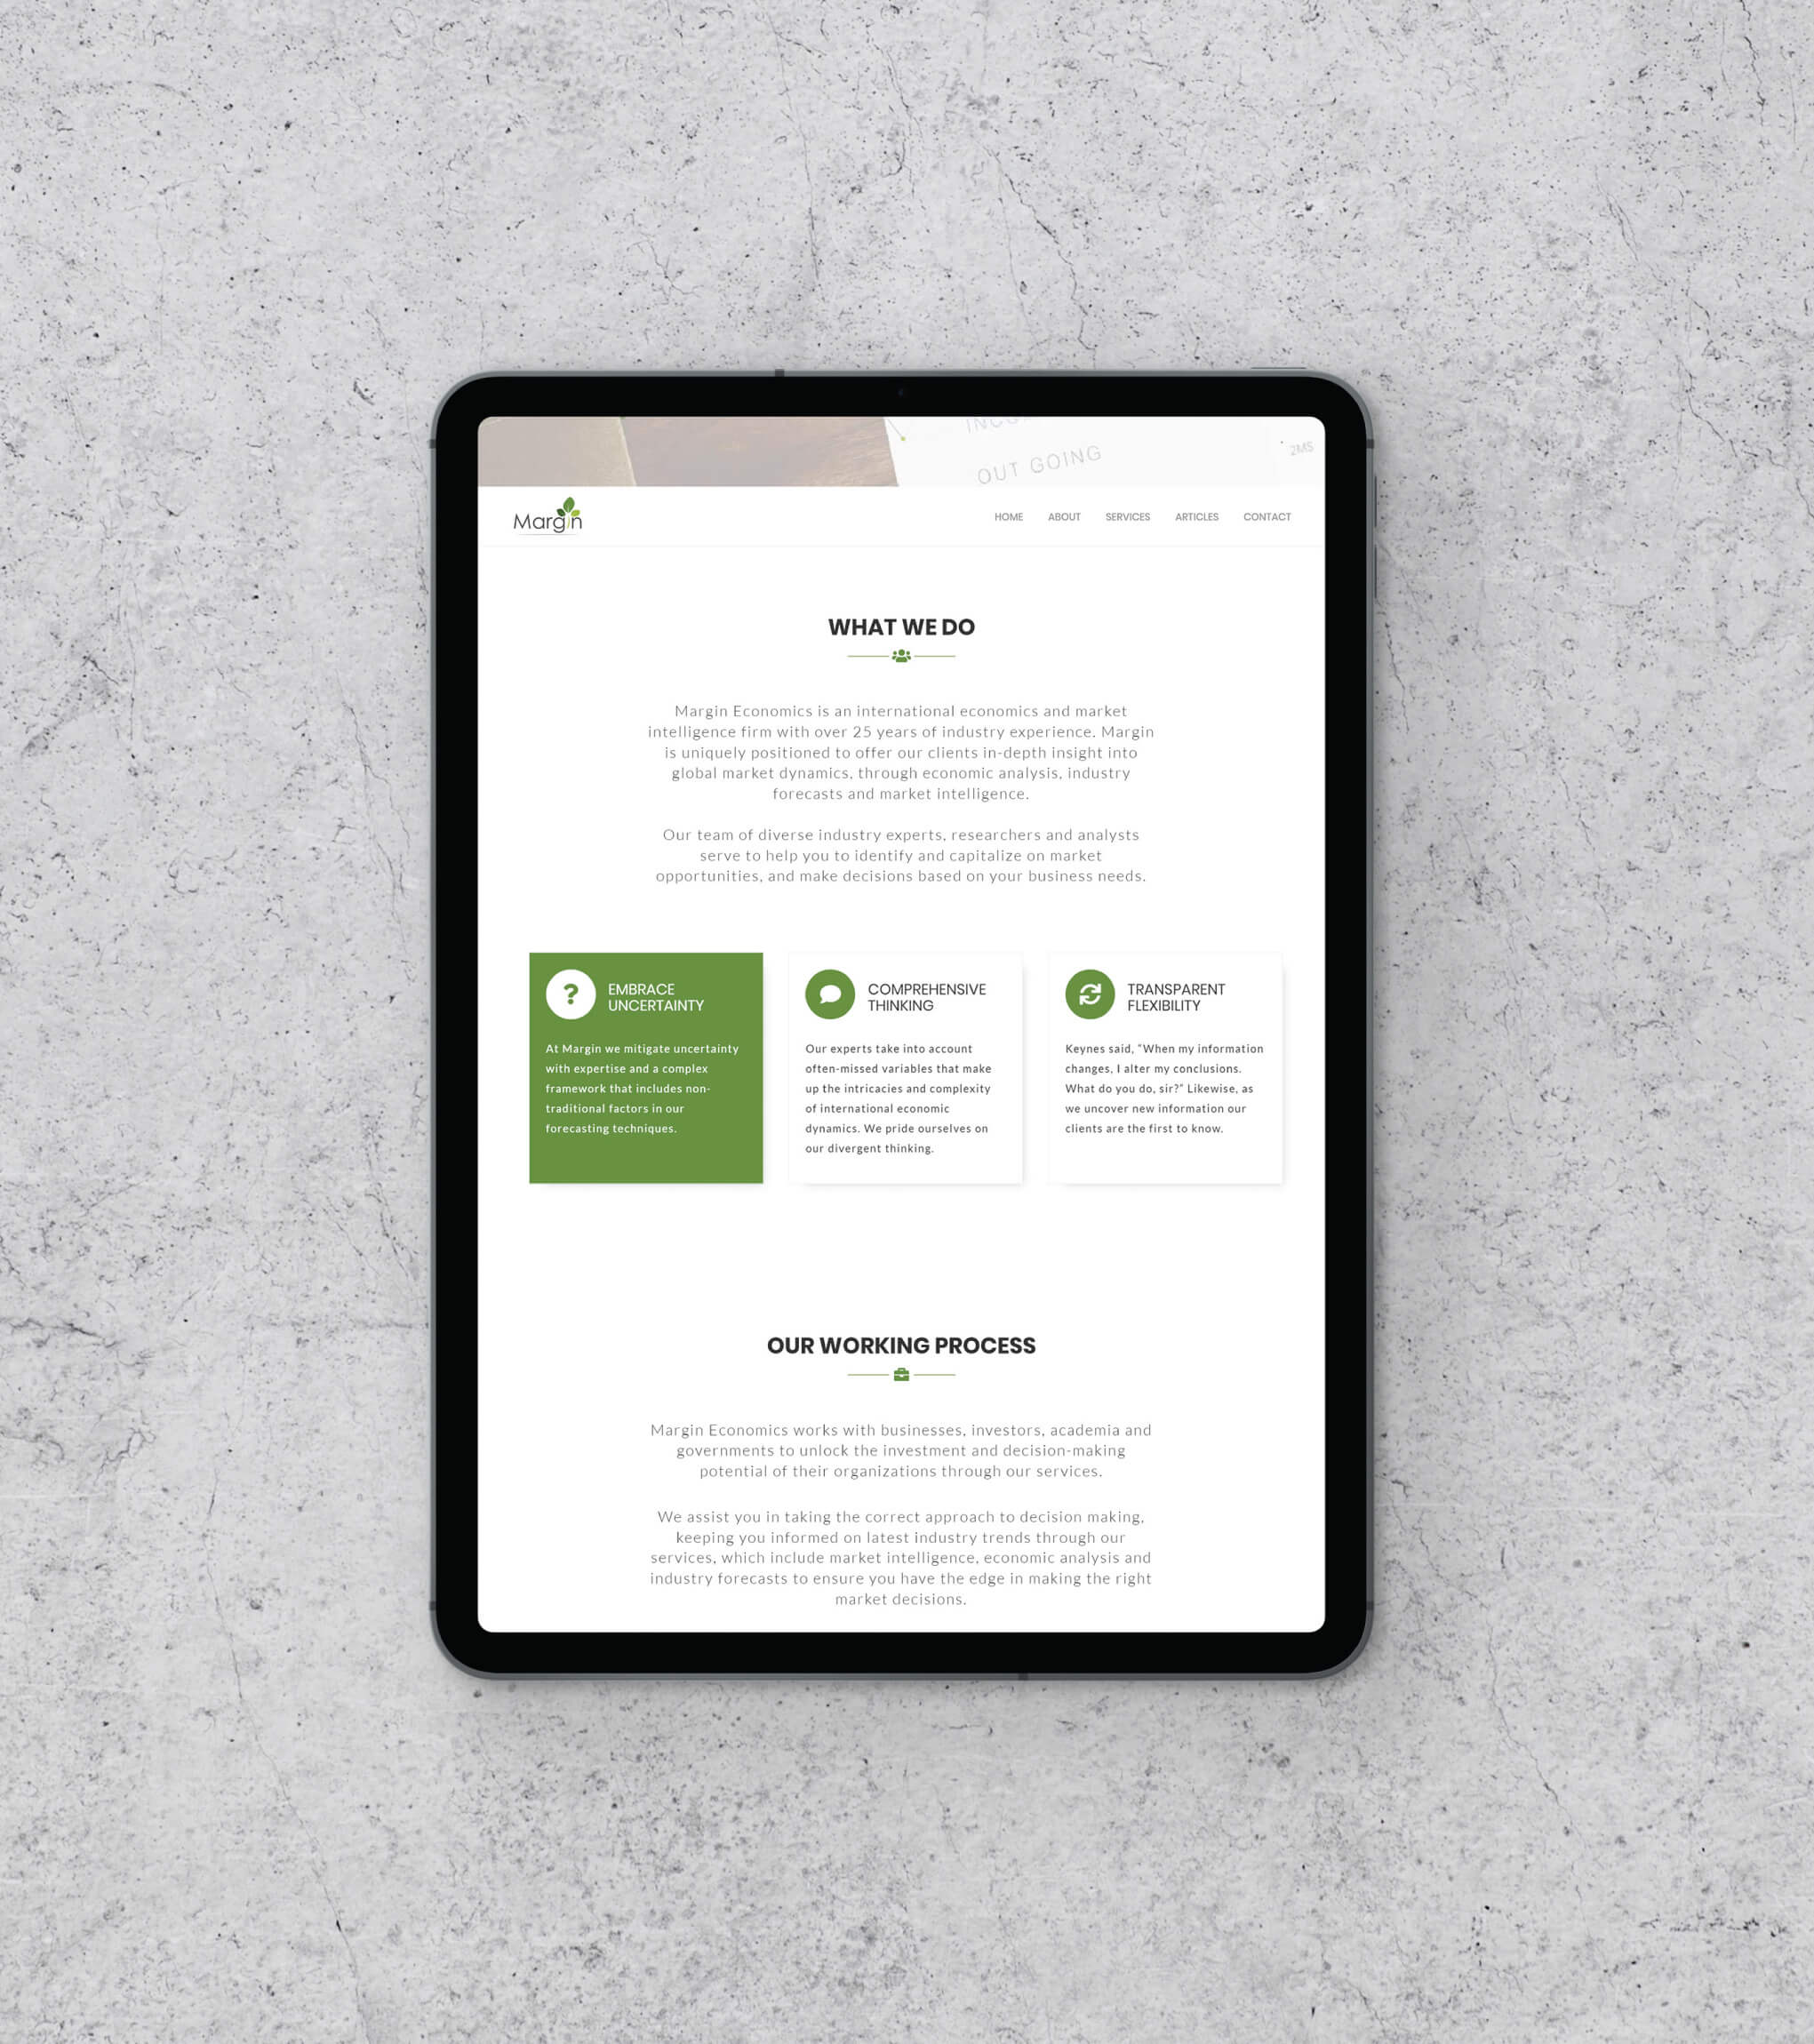 OUT GOING
2MS
Margin
HOME ABOUT SERVICES ARTICLES CONTACT
WHAT WE DO
Margin Economics is an international economics and market
intelligence firm with over 25 years of industry experience. Margin
is uniquely positioned to offer our clients in-depth insight into
global market dynamics, through economic analysis, industry
forecasts and market intelligence.
Our team of diverse industry experts, researchers and analysts
serve to help you to identify and capitalize on market
opportunities, and make decisions based on your business needs.
?
EMBRACE
UNCERTAINTY
At Margin we mitigate uncertainty
with expertise and a complex
framework that includes non-
traditional factors in our
forecasting techniques.
COMPREHENSIVE
THINKING
Our experts take into account
often-missed variables that make
up the intricacies and complexity
of international economic
dynamics. We pride ourselves on
our divergent thinking.
TRANSPARENT
FLEXIBILITY
Keynes said, “When my information
changes, I alter my conclusions.
What do you do, sir?” Likewise, as
we uncover new information our
clients are the first to know.
OUR WORKING PROCESS
Margin Economics works with businesses, investors, academia and
governments to unlock the investment and decision-making
potential of their organizations through our services.
We assist you in taking the correct approach to decision making,
keeping you informed on latest industry trends through our
services, which include market intelligence, economic analysis and
industry forecasts to ensure you have the edge in making the right
market decisions.